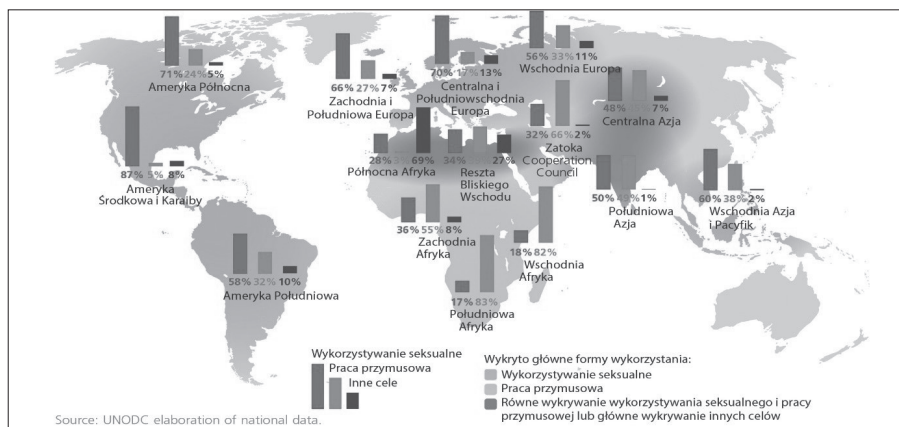 71% 24% 5%
Ameryka Północna
66% 27% 7%
Zachodnia i
Południowa Europa
70% 17% 13%
Centralna i
Południowschodnia
Europa
56% 33% 11%
Wschodnia Europa
48% 7%
Centralna Azja
32% 66% 2%
Zatoka
Cooperation
Council
87% 5% 8%
Ameryka
Środkowa i Karaiby
28% 69%
Północna Afryka
34% 27%
Reszta
Bliskiego
Wschodu
50% 49% 1%
Południowa
Azja
60% 38% 2%
Wschodnia Azja
i Pacyfik
36% 55% 8%
Zachodnia
Afryka
18% 82%
Wschodnia
Afryka
58% 32% 10%
Ameryka Południowa
17% 83%
Południowa
Afryka
Wykorzystywanie seksualne
Praca przymusowa
Inne cele
Wykryto główne formy wykorzystania:
Wykorzystywanie seksualne
Praca przymusowa
Równe wykrywanie wykorzystywania seksualnego i pracy
przymusowej lub główne wykrywanie innych celów
Source: UNODC elaboration of national data.